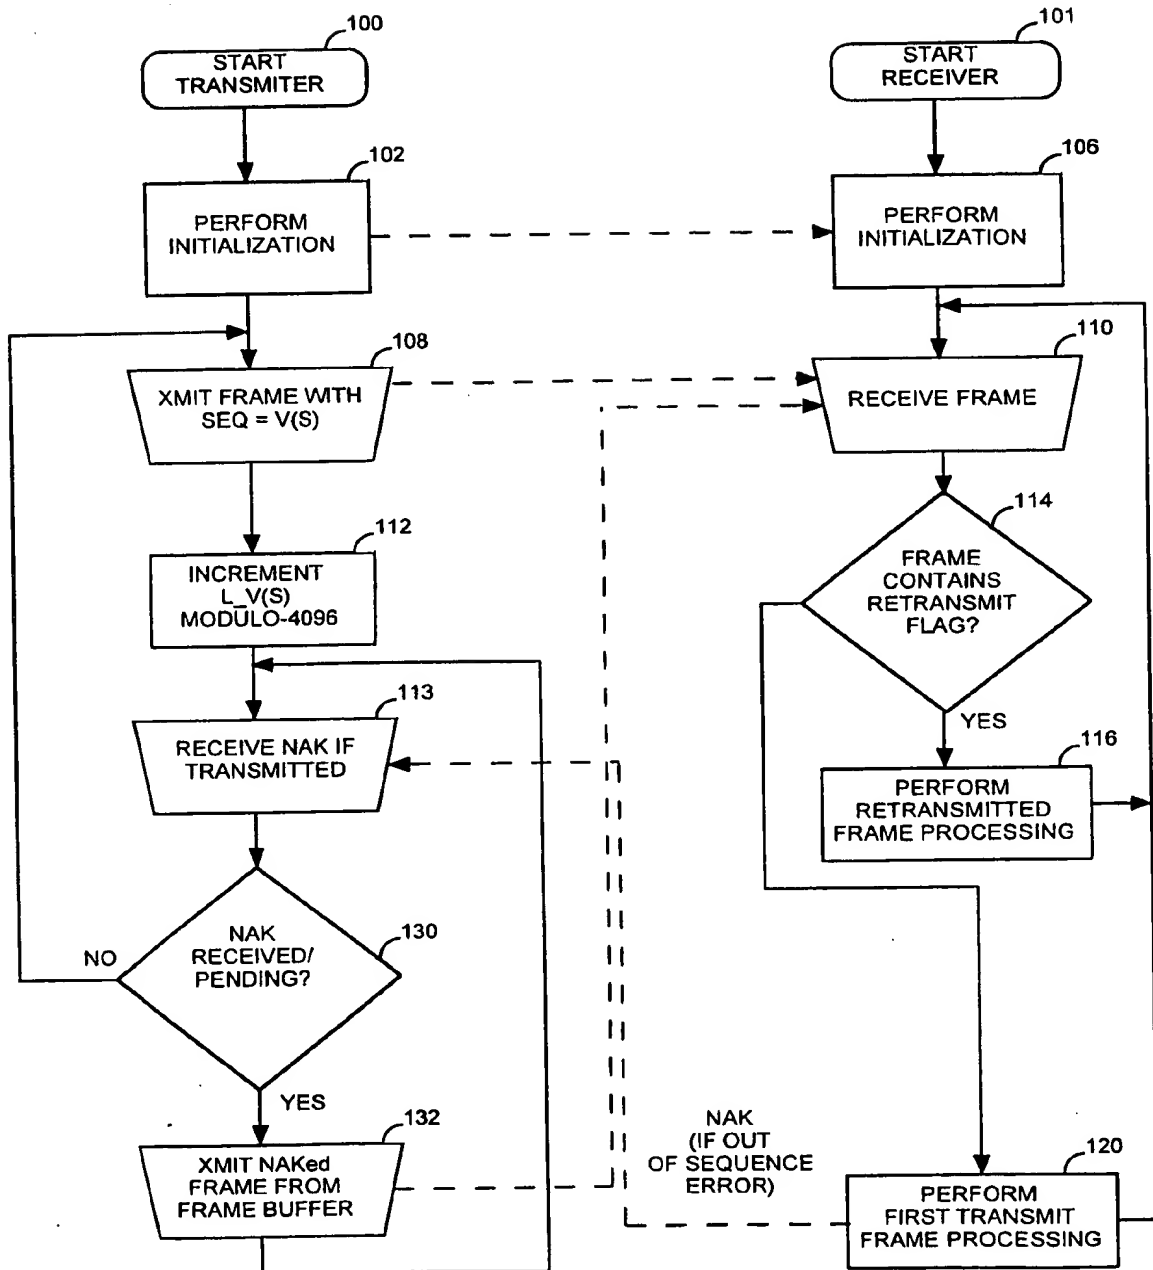 100
START
TRANSMITER
101
START
RECEIVER
102
PERFORM
INITIALIZATION
106
PERFORM
INITIALIZATION
108
XMIT FRAME WITH
SEQ = V(S)
110
RECEIVE FRAME
112
INCREMENT
L_V(S)
MODULO-4096
114
FRAME
CONTAINS
RETRANSMIT
FLAG?
113
RECEIVE NAK IF
TRANSMITTED
YES
116
PERFORM
RETRANSMITTED
FRAME PROCESSING
130
NAK
RECEIVED/
PENDING?
NO
YES
132
XMIT NAKed
FRAME FROM
FRAME BUFFER
NAK
(IF OUT
OF SEQUENCE
ERROR)
120
PERFORM
FIRST TRANSMIT
FRAME PROCESSING